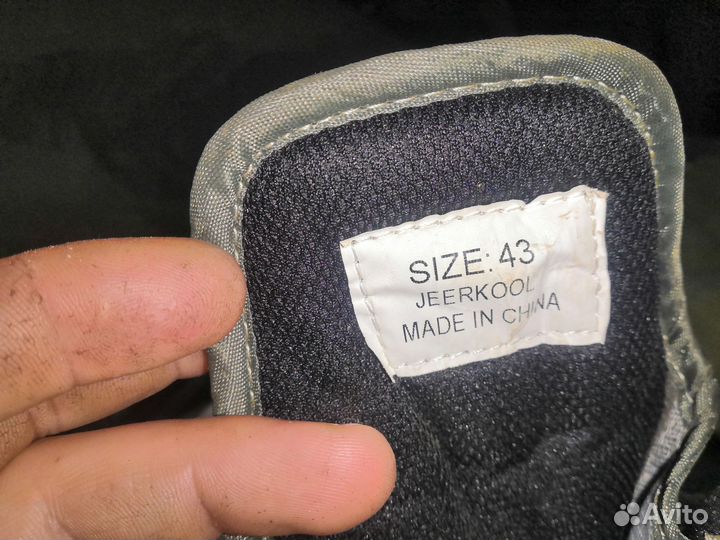 SIZE: 43
JEERKOOL
MADE IN CHINA
Avito